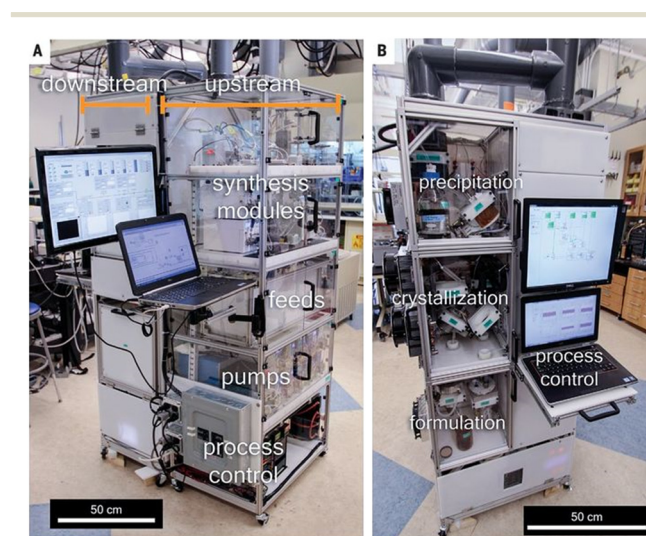 A
downstream
upstream
synthesis
modules
feeds
pumps
process
control
50 cm
B
precipitation
crystallization
process
control
formulation
50 cm